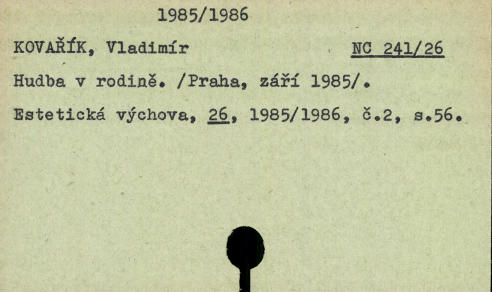 1985/1986
KOVAŘÍK, Vladimír NC 241/26
Hudba v rodině. /Praha, září 1985/.
Estetická výchova, 26, 1985/1986, č.2, s.56.